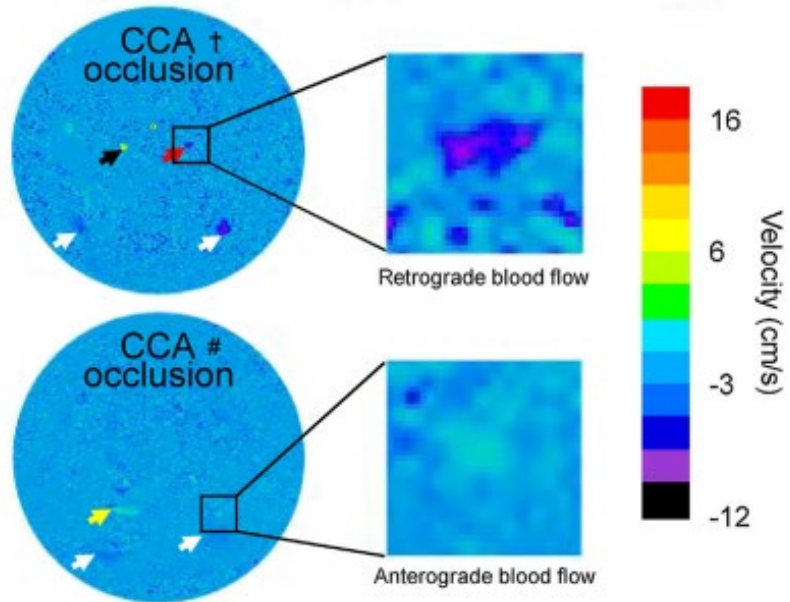 CCA †
occlusion
Retrograde blood flow
CCA #
occlusion
Anterograde blood flow
16
6
-3
-12
Velocity (cm/s)